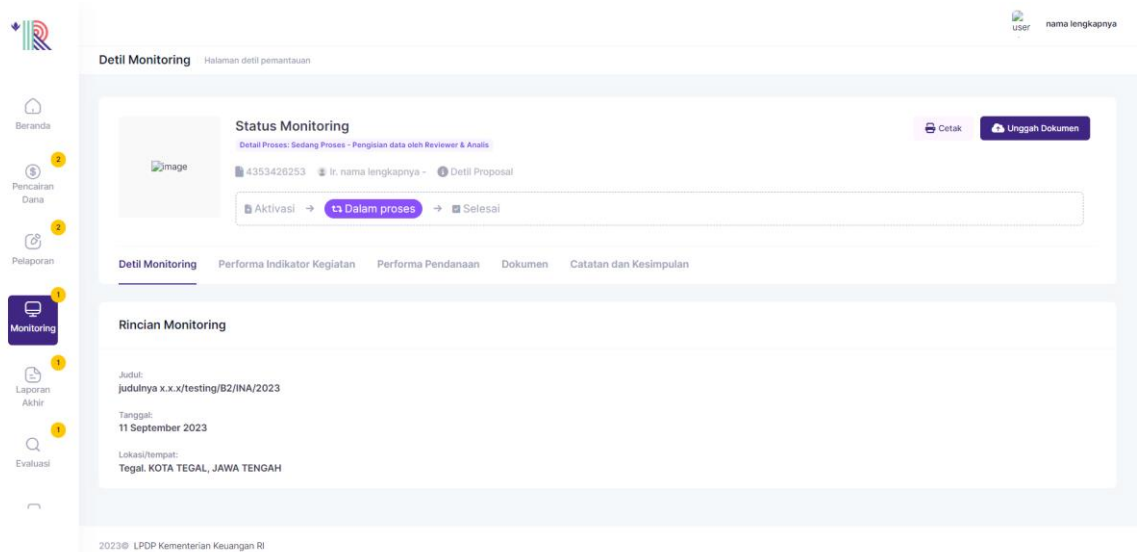 user
nama lengkapnya
Detil Monitoring Halaman detil pemantauan
Beranda
2
Pencairan
Dana
2
Pelaporan
1
Monitoring
1
Laporan
Akhir
1
Evaluasi
image
Status Monitoring
Detail Proses: Sedang Proses - Pengisian data oleh Reviewer & Analis
4353426253 Ir. nama lengkapnya - Detil Proposal
Aktivasi → Dalam proses → Selesai
Cetak Unggah Dokumen
Detil Monitoring Performa Indikator Kegiatan Performa Pendanaan Dokumen Catatan dan Kesimpulan
Rincian Monitoring
Judul:
judulnya x.x.x/testing/B2/INA/2023
Tanggal:
11 September 2023
Lokasi/tempat:
Tegal. KOTA TEGAL, JAWA TENGAH
2023© LPDP Kementerian Keuangan RI